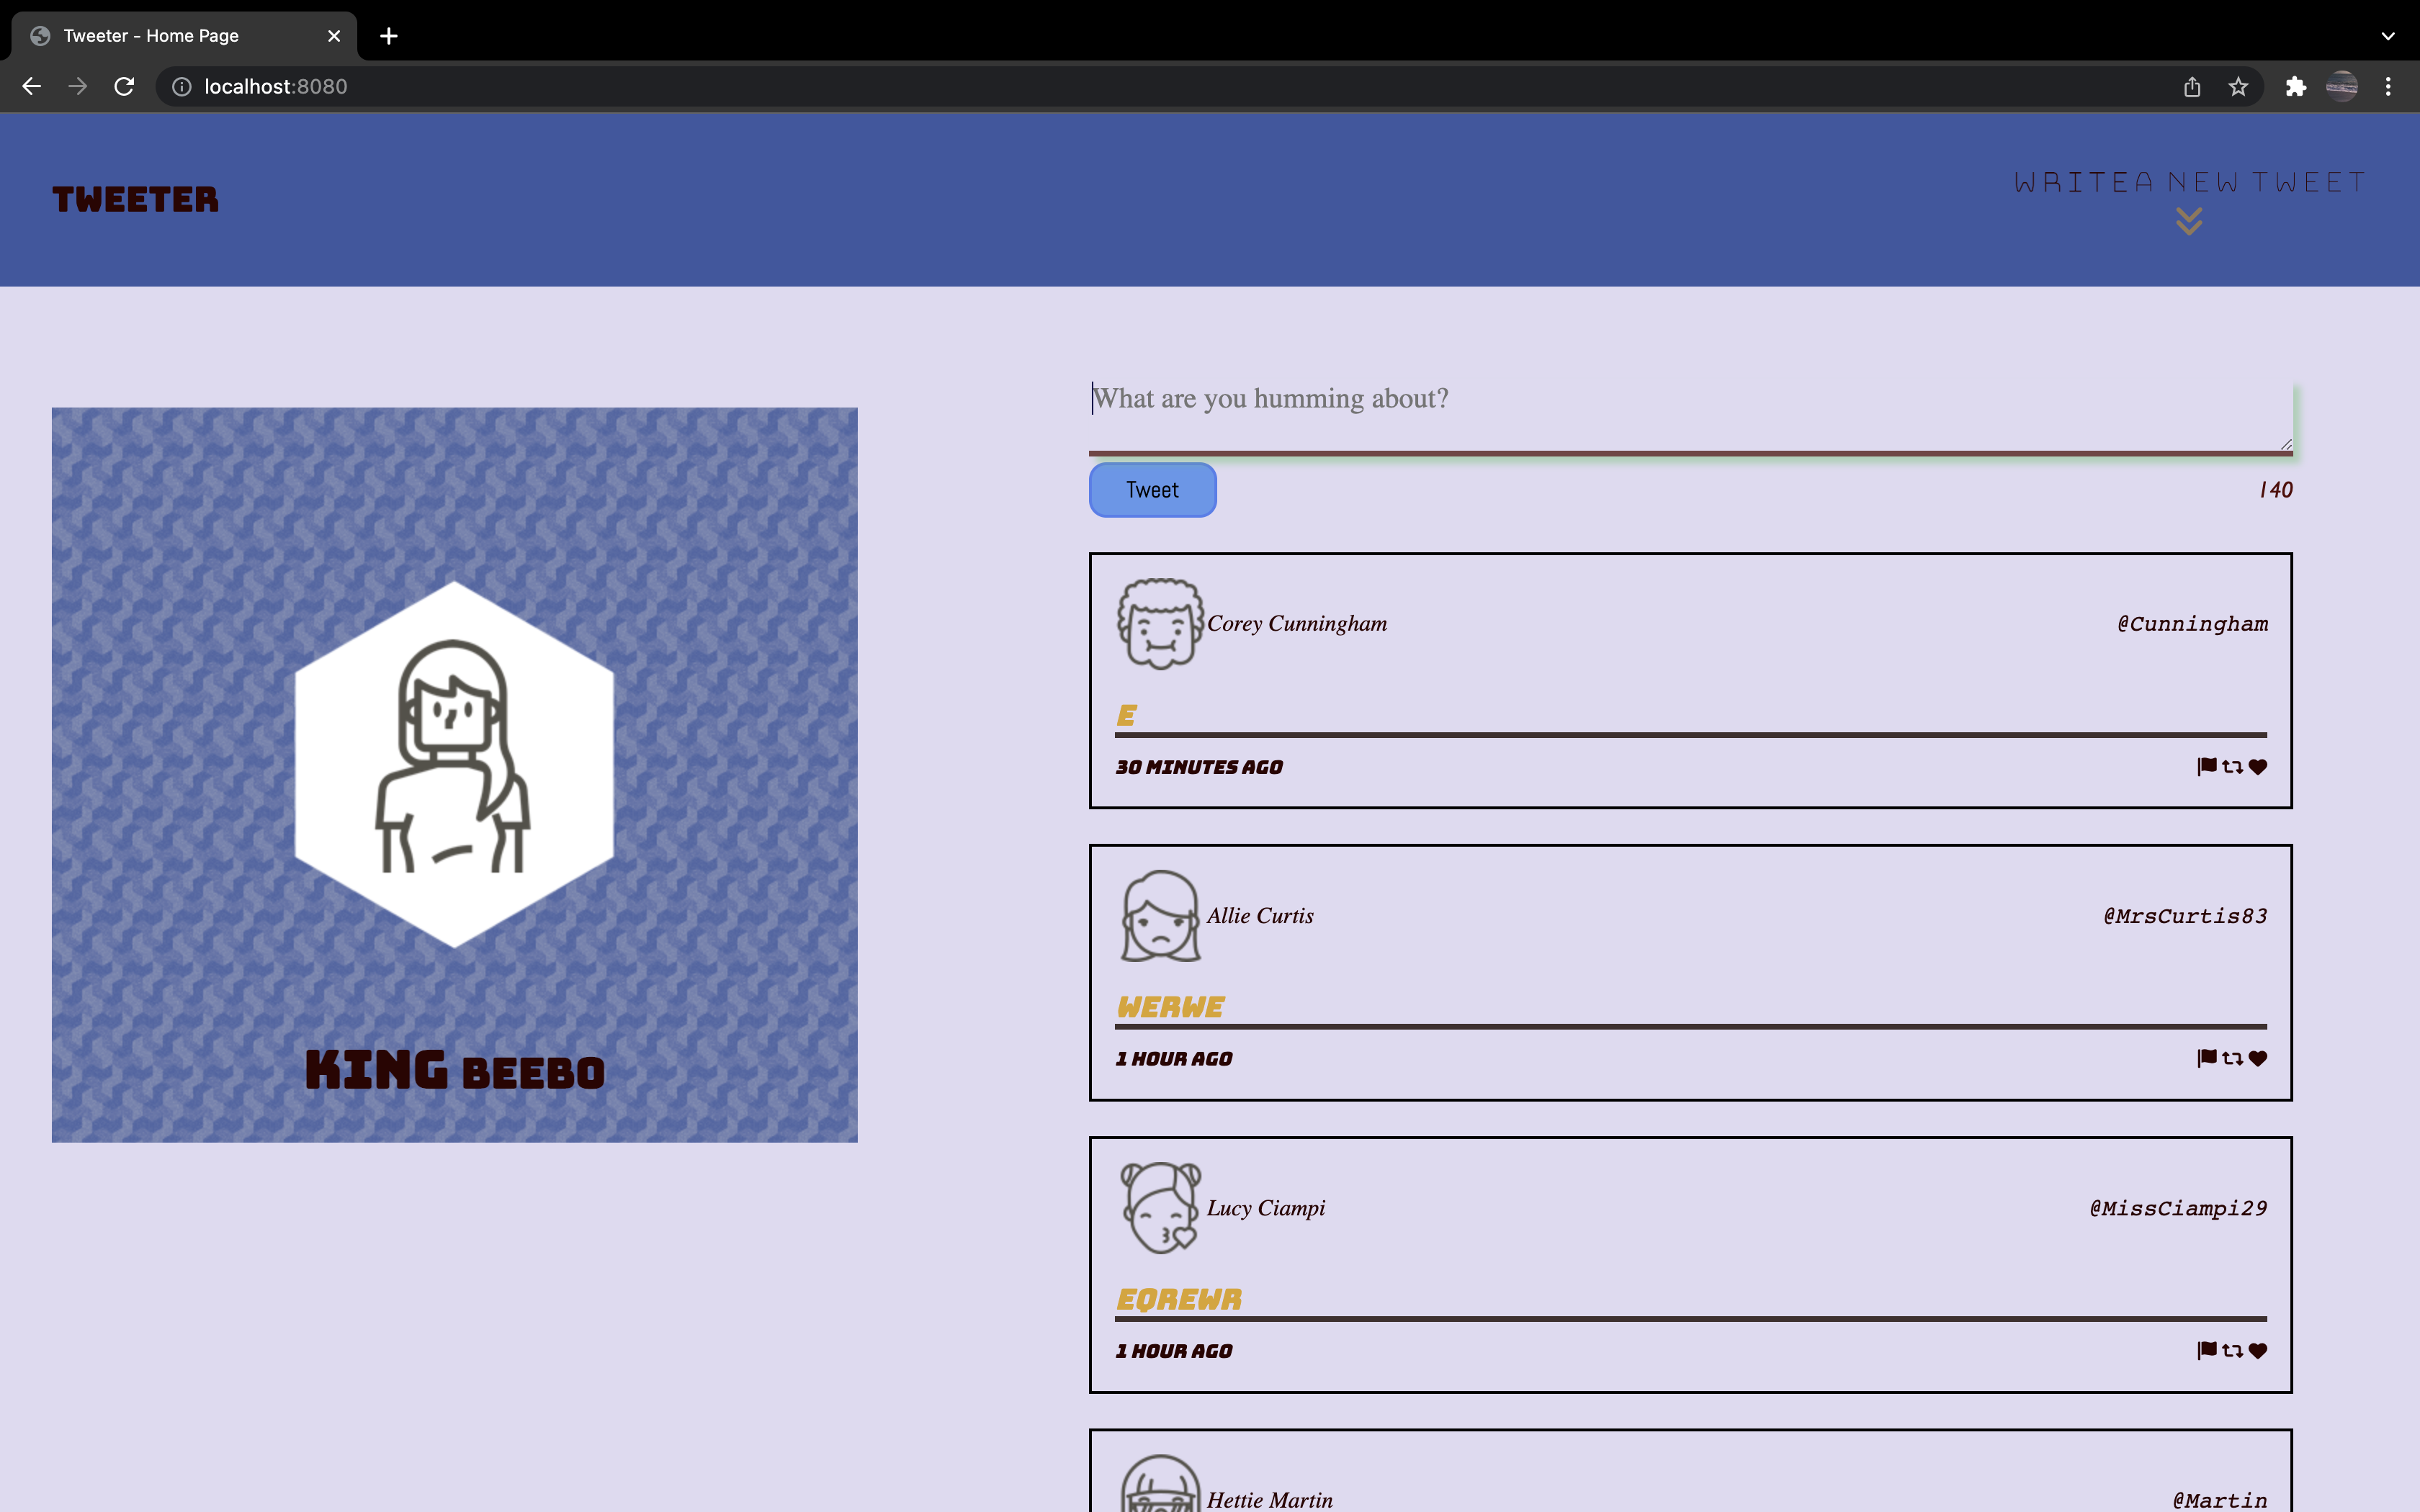 Tweeter - Home Page
localhost:8080
TWEETER
WRITEA NEW TWEET
What are you humming about?
Tweet
140
Corey Cunningham
@Cunningham
E
30 MINUTES AGO
Allie Curtis
@MrsCurtis83
WERWE
1 HOUR AGO
KING BEEBO
Lucy Ciampi
@MissCiampi29
EQREWR
1 HOUR AGO
Hettie Martin
@Martin